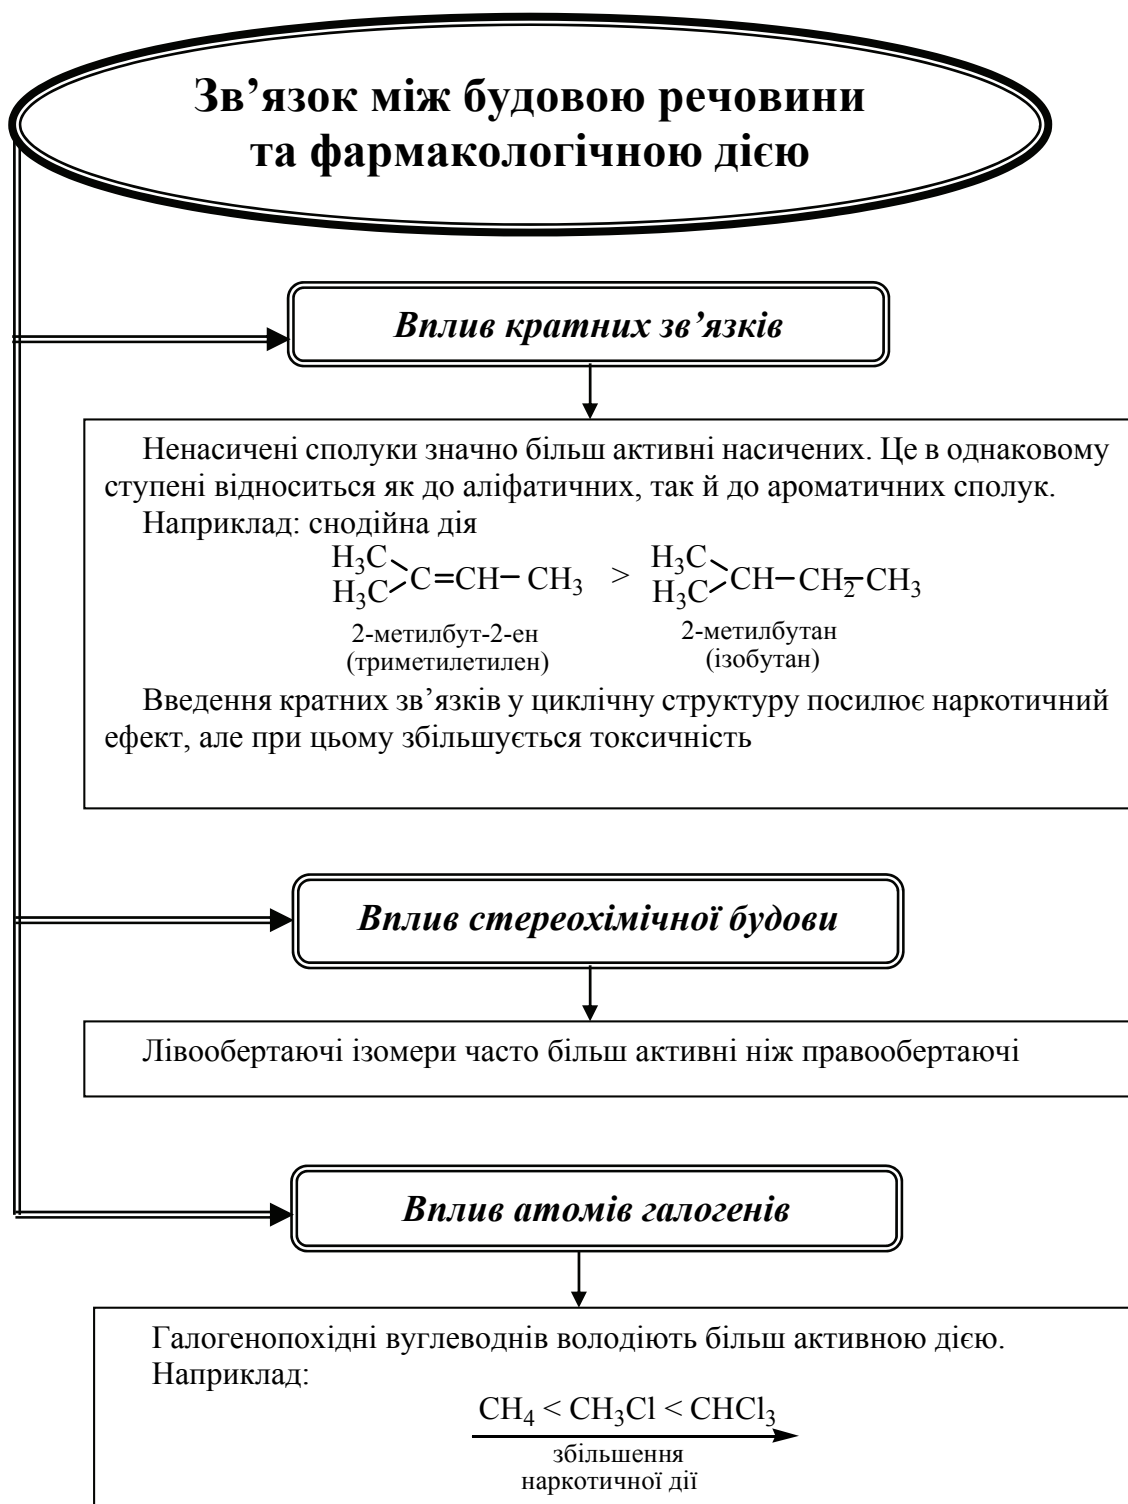 Зв’язок між будовою речовини
та фармакологічною дією
Вплив кратних зв’язків
Ненасичені сполуки значно більш активні насичених. Це в однаковому
ступені відноситься як до аліфатичних, так й до ароматичних сполук.
Наприклад: снодійна дія
H₃C
H₃C
C=CH–CH₃ >
H₃C
H₃C
CH–CH₂–CH₃
2-метилбут-2-ен
(триметилетилен)
2-метилбутан
(ізобутан)
Введення кратних зв’язків у циклічну структуру посилює наркотичний
ефект, але при цьому збільшується токсичність
Вплив стереохімічної будови
Лівообертаючі ізомери часто більш активні ніж правообертаючі
Вплив атомів галогенів
Галогенопохідні вуглеводнів володіють більш активною дією.
Наприклад:
CH₄ < CH₃Cl < CHCl₃
збільшення
наркотичної дії